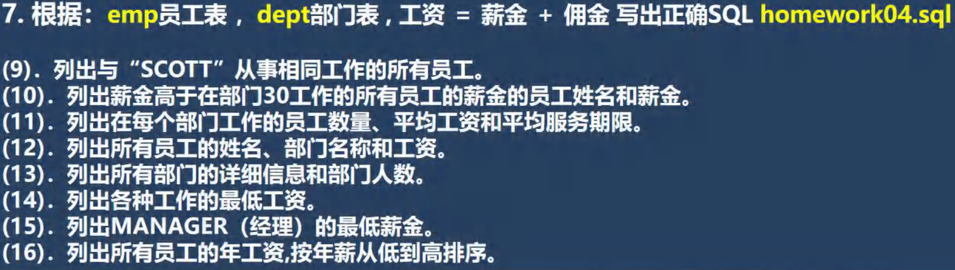 7. 根据：emp员工表 ，dept部门表 , 工资 ＝ 薪金 ＋ 佣金 写出正确SQL homework04.sql
(9)．列出与“SCOTT”从事相同工作的所有员工。
(10)．列出薪金高于在部门30工作的所有员工的薪金的员工姓名和薪金。
(11)．列出在每个部门工作的员工数量、平均工资和平均服务期限。
(12)．列出所有员工的姓名、部门名称和工资。
(13)．列出所有部门的详细信息和部门人数。
(14)．列出各种工作的最低工资。
(15)．列出MANAGER（经理）的最低薪金。
(16)．列出所有员工的年工资,按年薪从低到高排序。